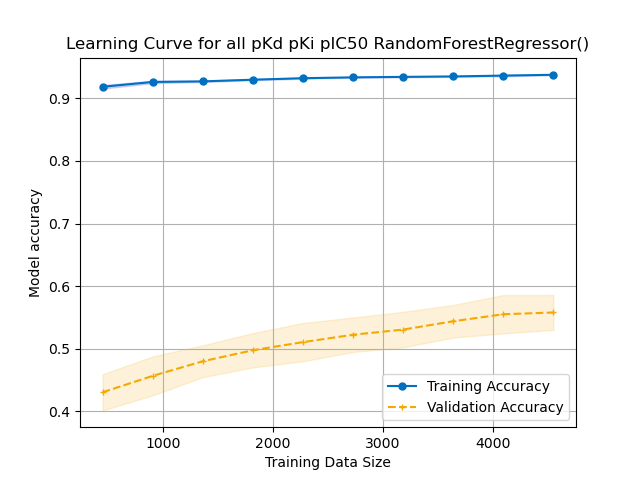 Learning Curve for all pKd pKi pIC50 RandomForestRegressor()
Model accuracy
0.9
0.8
0.7
0.6
0.5
0.4
Training Accuracy
Validation Accuracy
1000 2000 3000 4000
Training Data Size